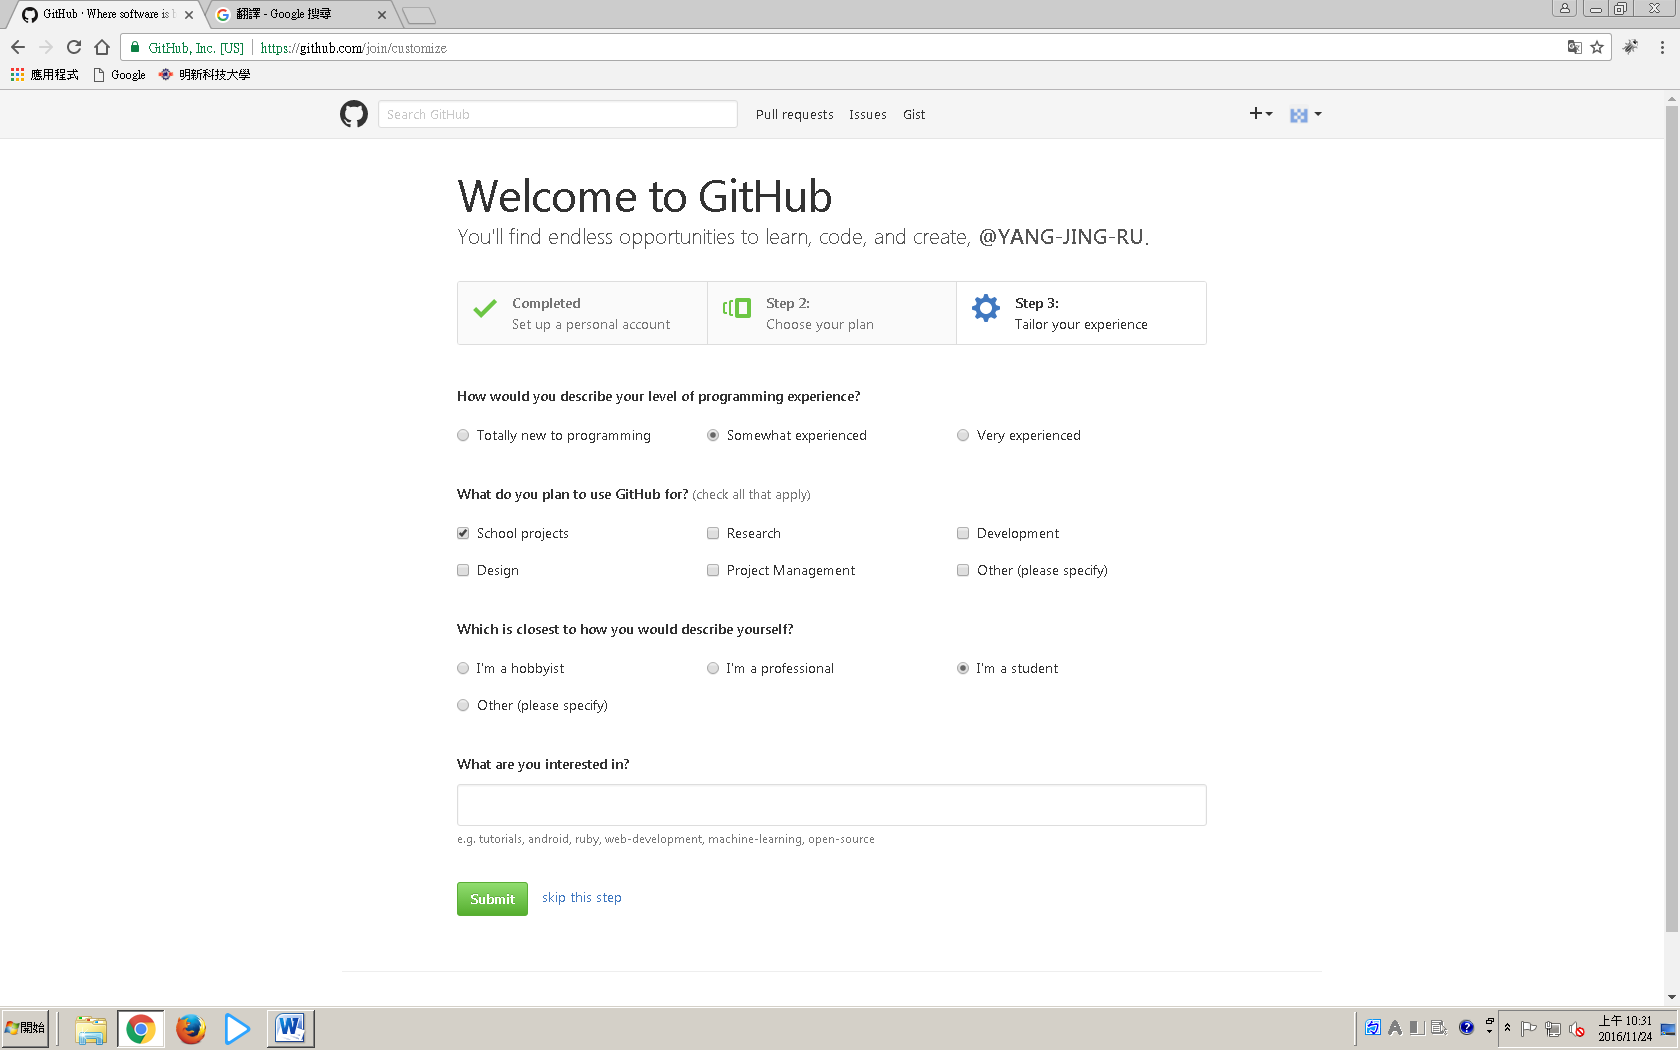 GitHub · Where software is b
翻譯 - Google 搜尋
GitHub, Inc. [US] https://github.com/join/customize
應用程式 Google 明新科技大學
Search GitHub Pull requests Issues Gist
Welcome to GitHub
You'll find endless opportunities to learn, code, and create, @YANG-JING-RU.
Completed
Set up a personal account
Step 2:
Choose your plan
Step 3:
Tailor your experience
How would you describe your level of programming experience?
Totally new to programming Somewhat experienced Very experienced
What do you plan to use GitHub for? (check all that apply)
School projects Research Development
Design Project Management Other (please specify)
Which is closest to how you would describe yourself?
I'm a hobbyist I'm a professional I'm a student
Other (please specify)
What are you interested in?
e.g. tutorials, android, ruby, web-development, machine-learning, open-source
Submit skip this step
開始
上午 10:31
2016/11/24